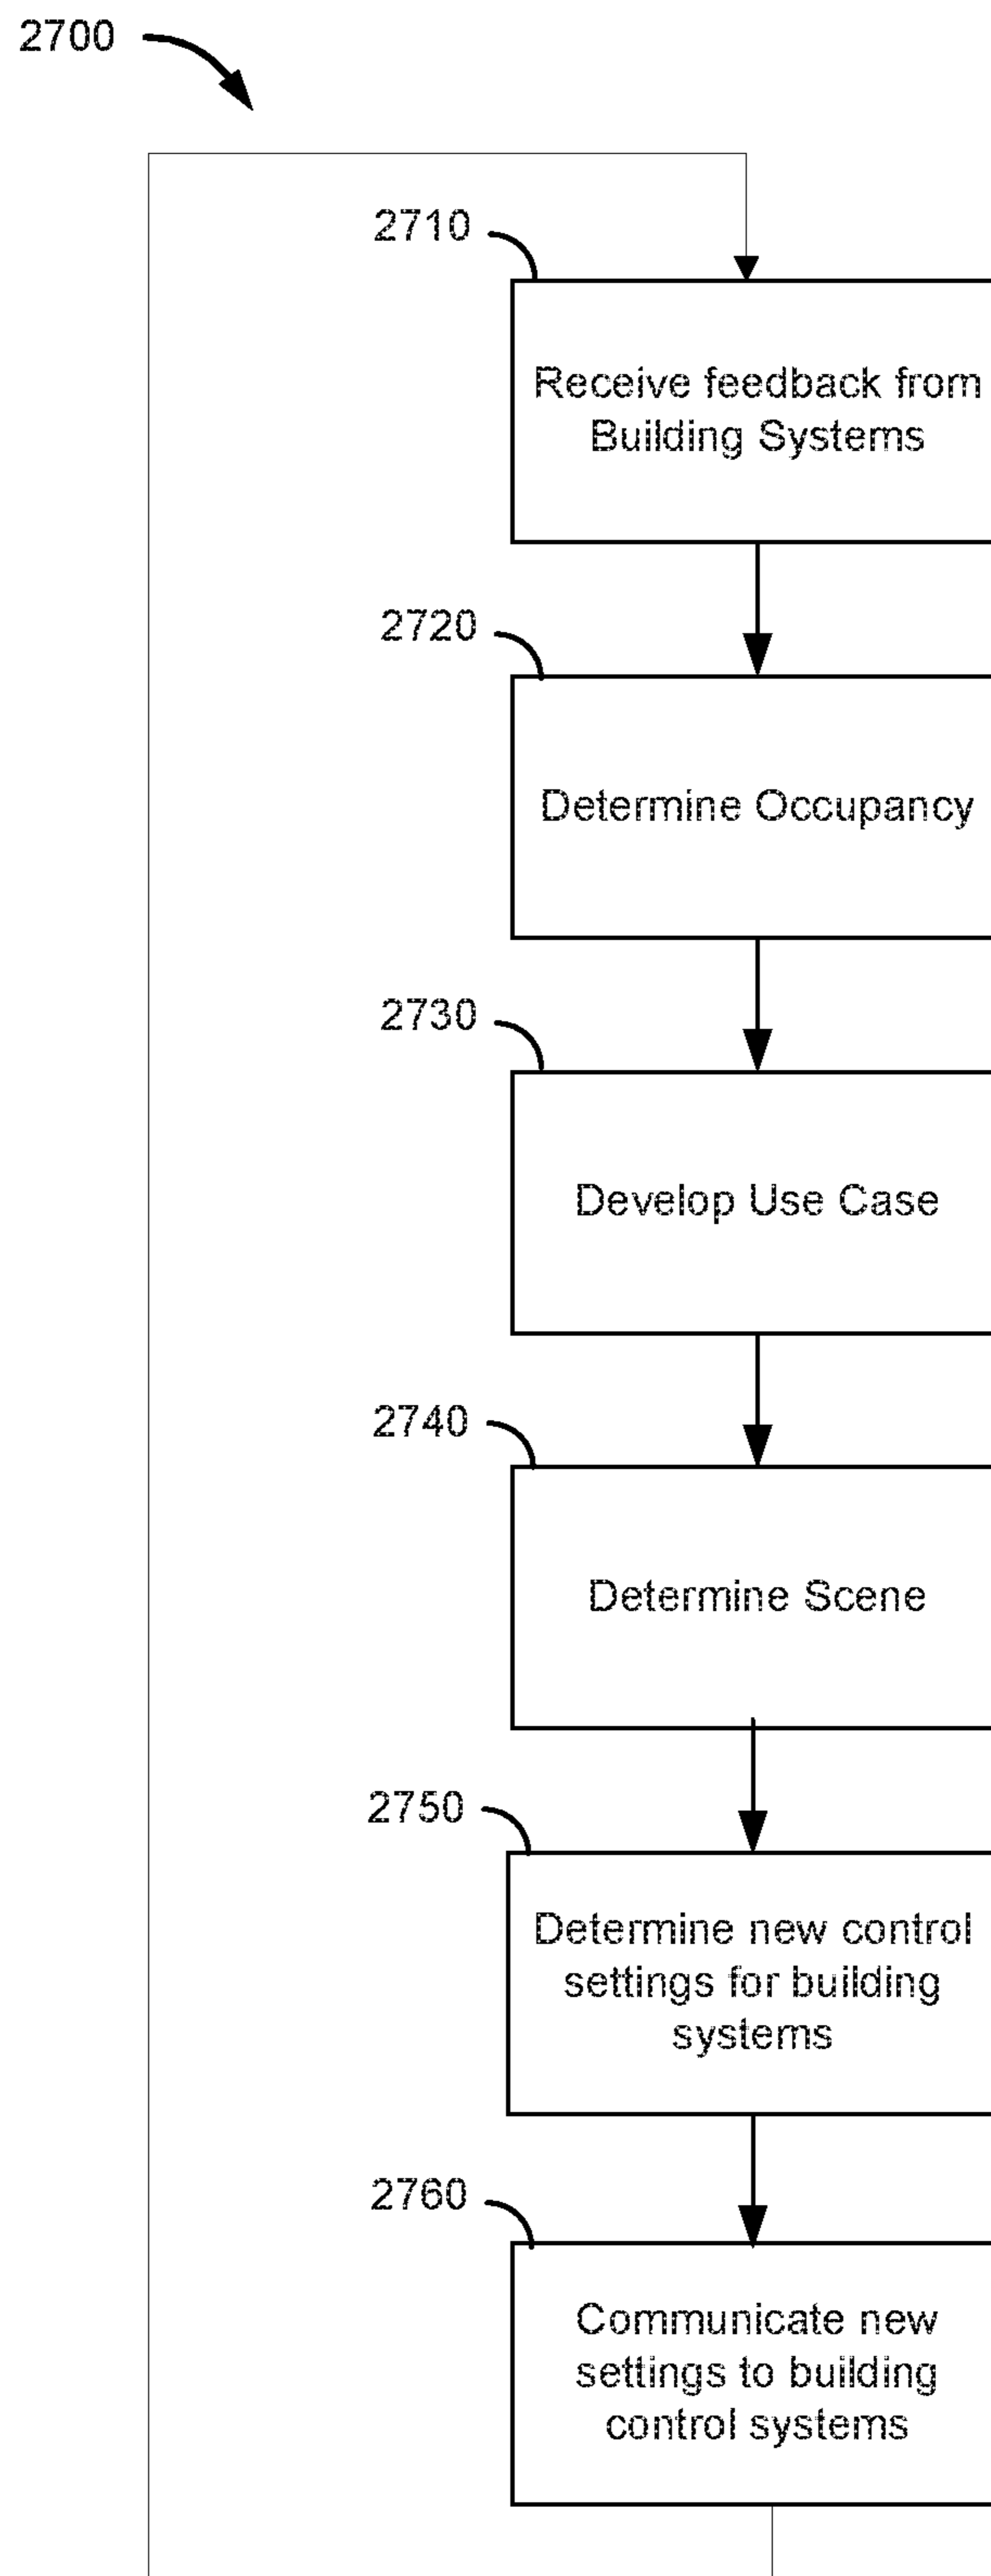 2700
2710
Receive feedback from
Building Systems
2720
Determine Occupancy
2730
Develop Use Case
2740
Determine Scene
2750
Determine new control
settings for building
systems
2760
Communicate new
settings to building
control systems